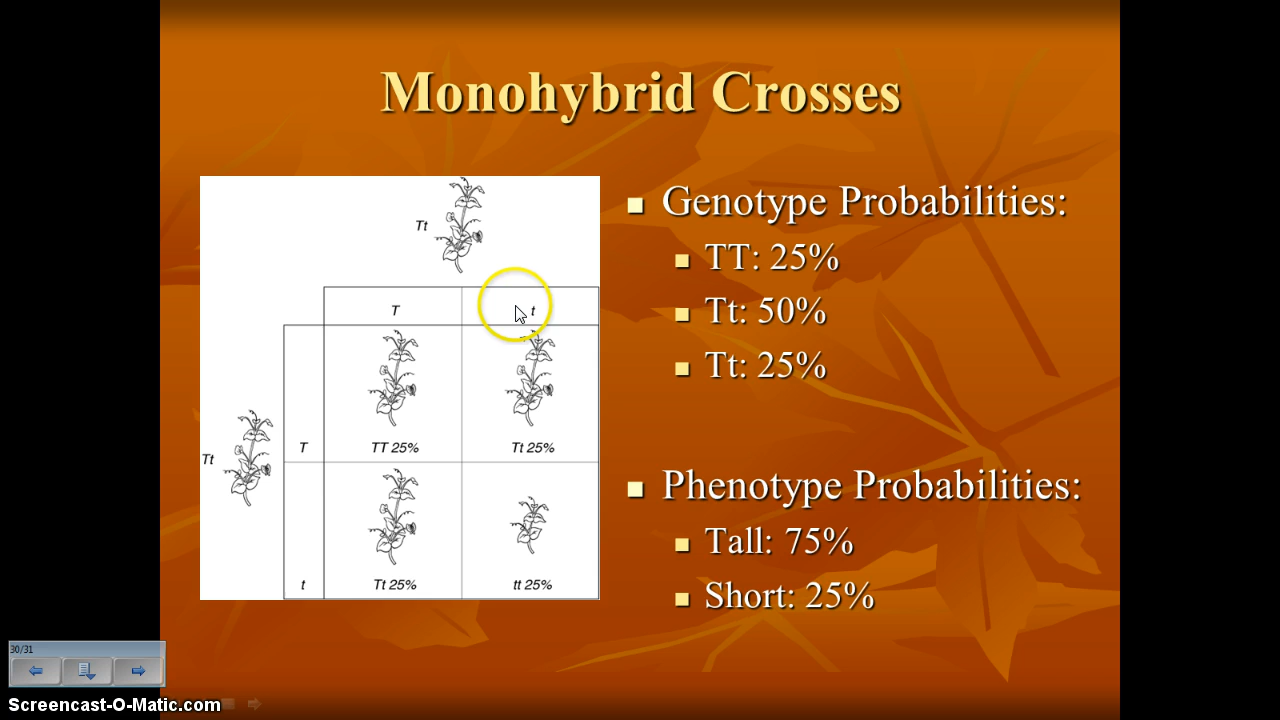 Monohybrid Crosses
Tt
T t
T TT 25% Tt 25%
Tt
t Tt 25% tt 25%
Genotype Probabilities:
TT: 25%
Tt: 50%
Tt: 25%
Phenotype Probabilities:
Tall: 75%
Short: 25%
30/31
Screencast-O-Matic.com